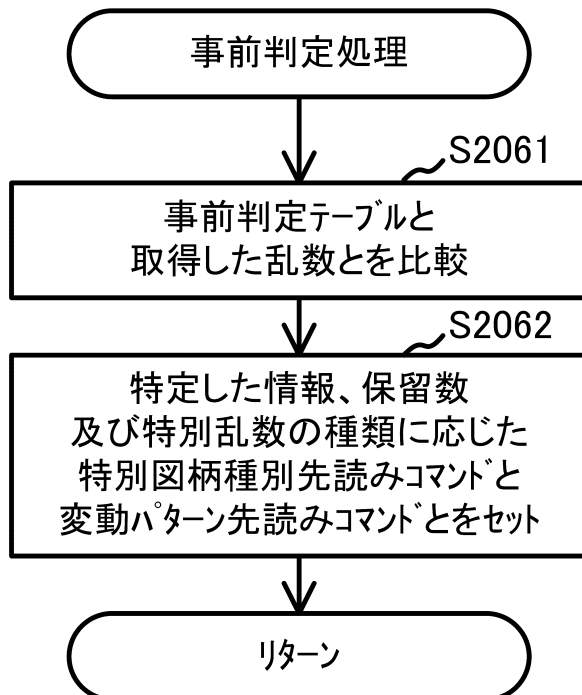 事前判定処理
S2061
事前判定テーブルと
取得した乱数とを比較
S2062
特定した情報、保留数
及び特別乱数の種類に応じた
特別図柄種別先読みコマンドと
変動パターン先読みコマンドとをセット
リターン